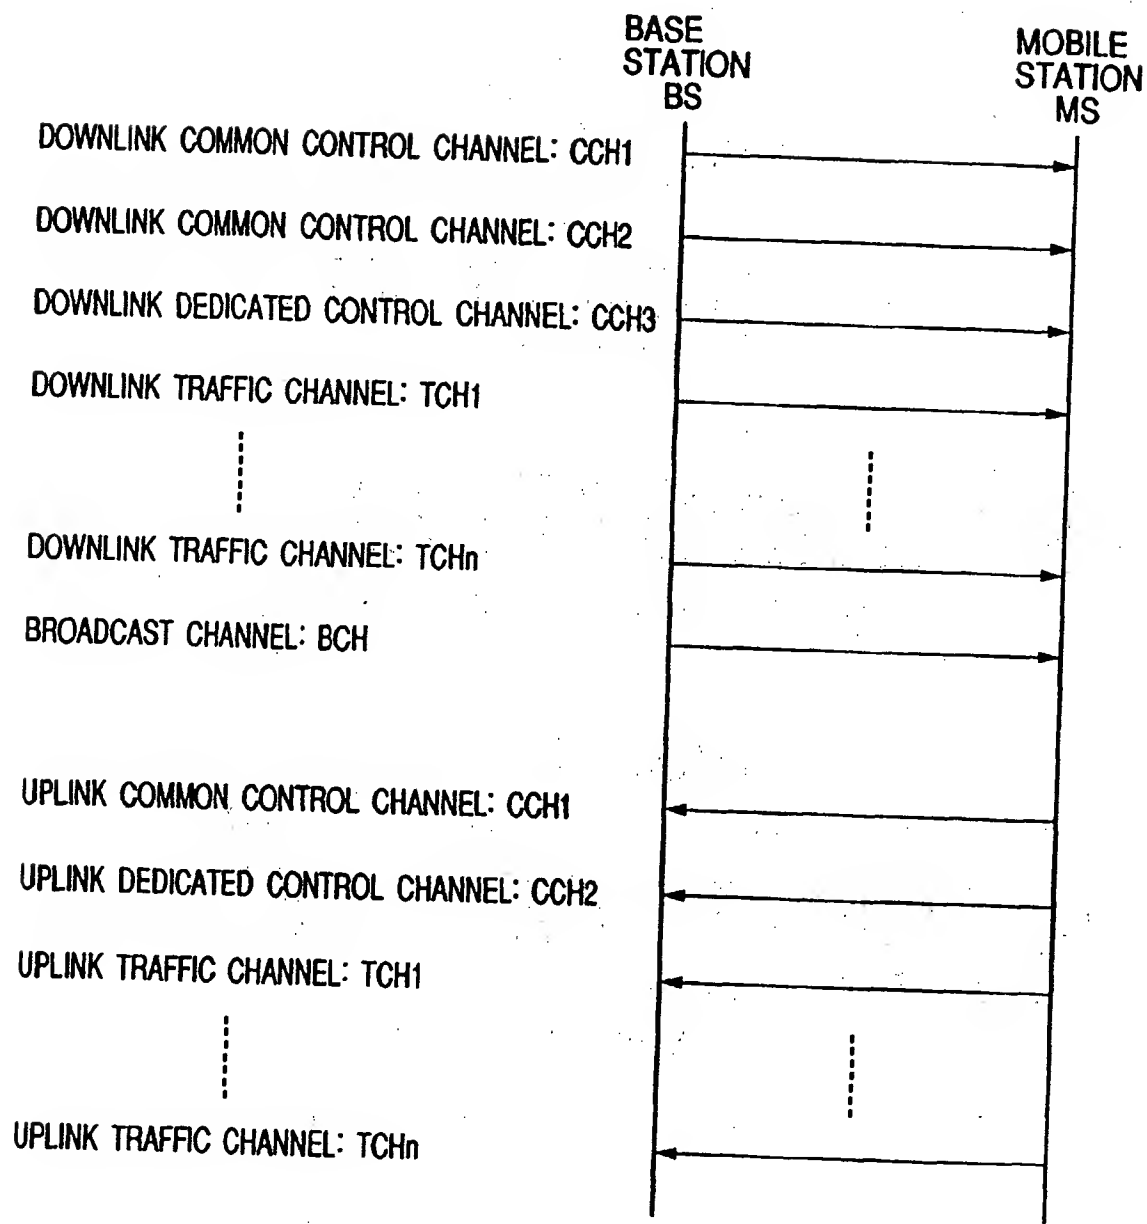 BASE
STATION
BS
MOBILE
STATION
MS
DOWNLINK COMMON CONTROL CHANNEL: CCH1
DOWNLINK COMMON CONTROL CHANNEL: CCH2
DOWNLINK DEDICATED CONTROL CHANNEL: CCH3
DOWNLINK TRAFFIC CHANNEL: TCH1
DOWNLINK TRAFFIC CHANNEL: TCHn
BROADCAST CHANNEL: BCH
UPLINK COMMON CONTROL CHANNEL: CCH1
UPLINK DEDICATED CONTROL CHANNEL: CCH2
UPLINK TRAFFIC CHANNEL: TCH1
UPLINK TRAFFIC CHANNEL: TCHn